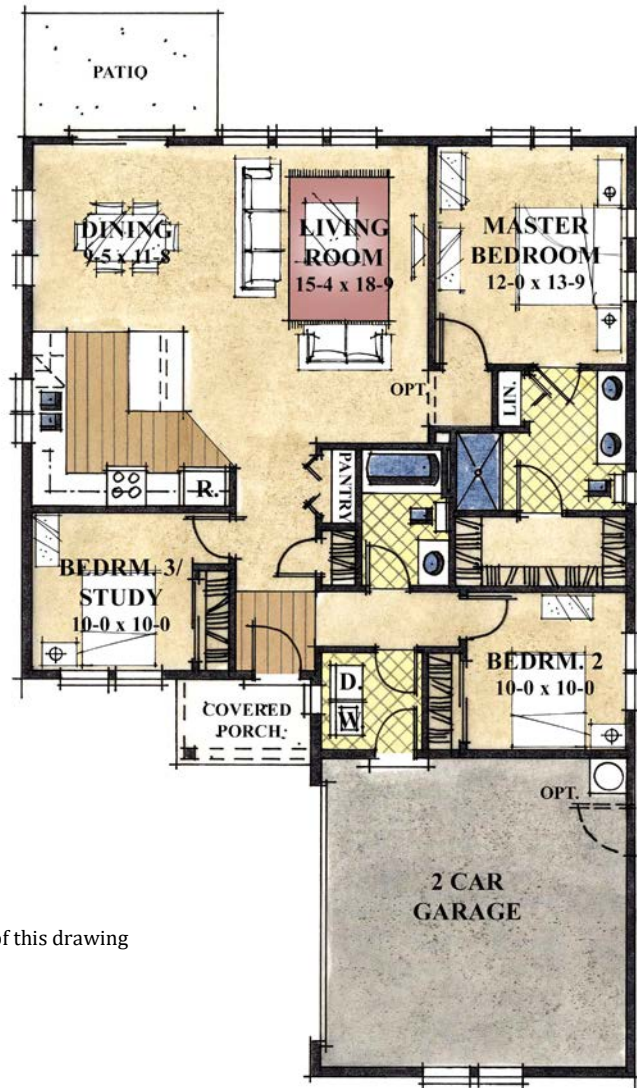 PATIO
DINING
9-5 x 11-8
LIVING
ROOM
15-4 x 18-9
MASTER
BEDROOM
12-0 x 13-9
OPT.
LIN.
PANTRY
R.
BEDRM. 3/
STUDY
10-0 x 10-0
BEDRM. 2
10-0 x 10-0
D.
W
COVERED
PORCH
OPT.
2 CAR
GARAGE
of this drawing